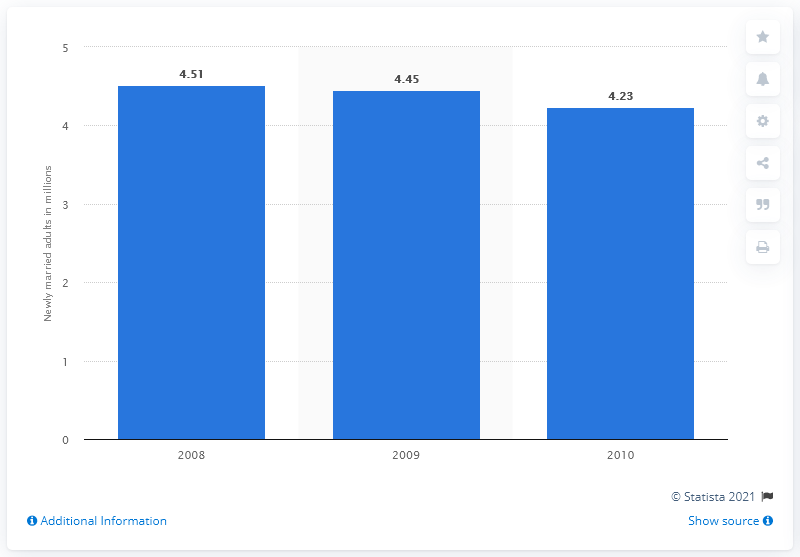 5
4.51
4.45
4.23
4
3
2
1
0
Newly married adults in millions
2008 2009 2010
© Statista 2021
Additional Information Show source